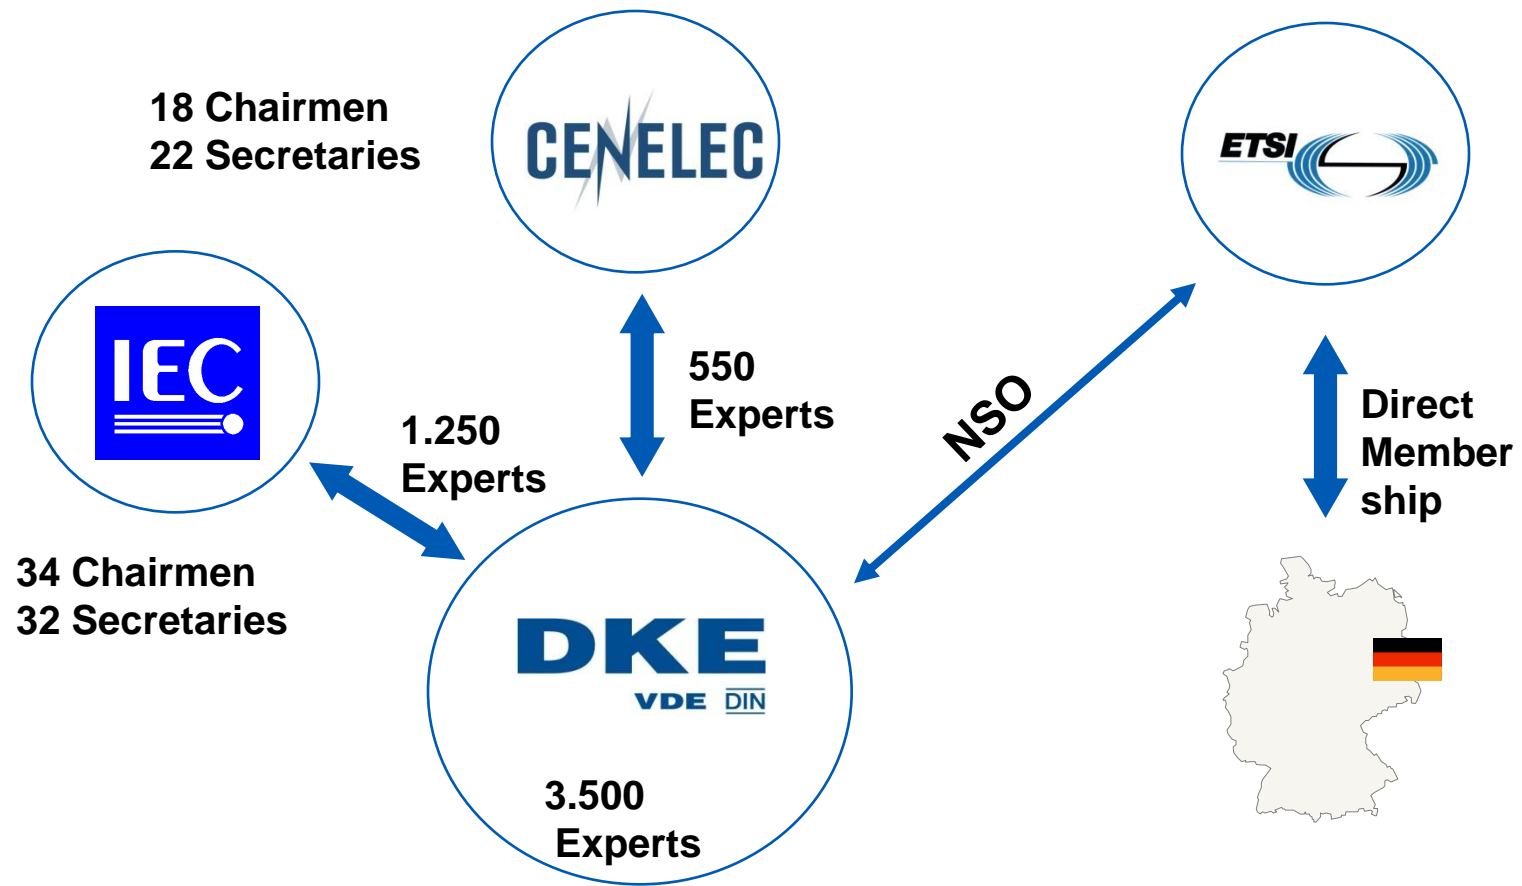 18 Chairmen
22 Secretaries
CENELEC
ETSI
IEC
550
Experts
1.250
Experts
NSO
Direct
Member
ship
34 Chairmen
32 Secretaries
DKE
VDE DIN
3.500
Experts